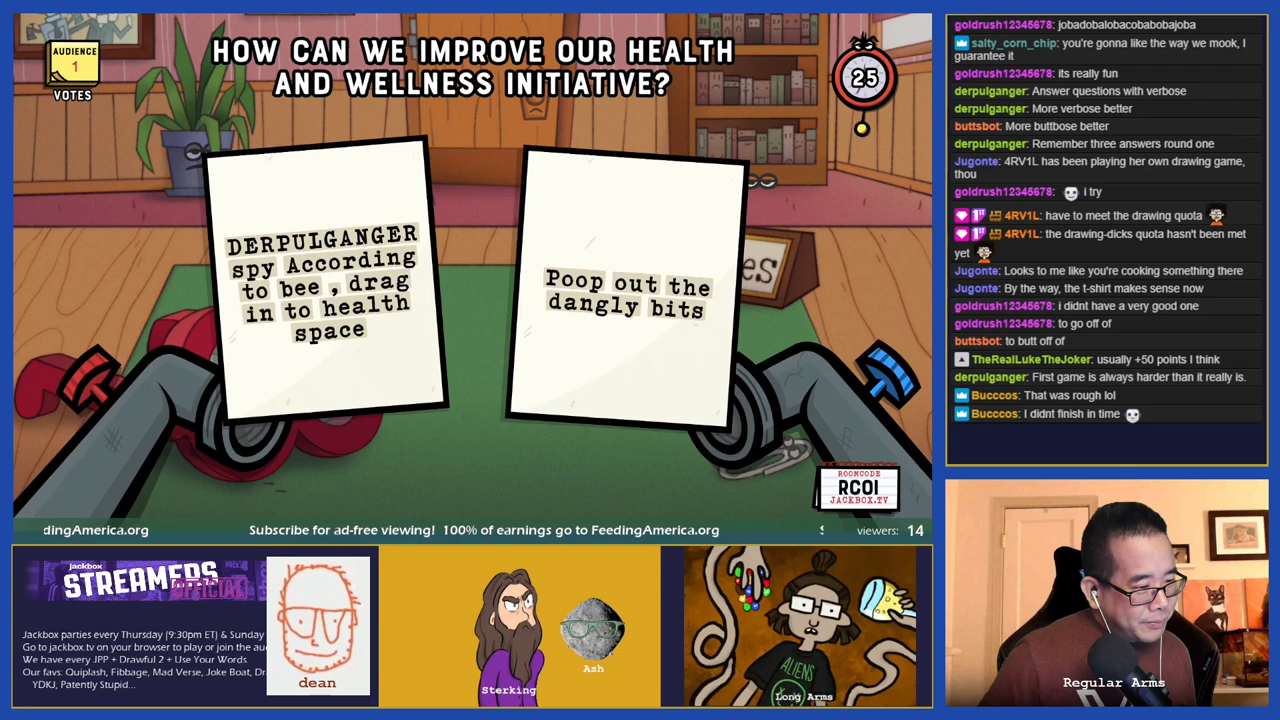 AUDIENCE
1
VOTES
HOW CAN WE IMPROVE OUR HEALTH
AND WELLNESS INITIATIVE?
25
DERPULGANGER
spy According
to bee , drag
in to health
space
Poop out the
dangly bits
es
ROOMCODE
RCOI
JACKBOX.TV
dingAmerica.org
Subscribe for ad-free viewing! 100% of earnings go to FeedingAmerica.org
S
viewers: 14
jackbox
STREAMERS
OFFICIAL
Jackbox parties every Thursday (9:30pm ET) & Sunday
Go to jackbox.tv on your browser to play or join the au
We have every JPP + Drawful 2 + Use Your Words.
Our favs: Quiplash, Fibbage, Mad Verse, Joke Boat, Dr
YDKJ, Patently Stupid...
dean
Sterking
Ash
ALIENS
Long Arms
goldrush12345678: jobadobalobacobabobajoba
salty_corn_chip: you're gonna like the way we mook, I
guarantee it
goldrush12345678: its really fun
derpulganger: Answer questions with verbose
derpulganger: More verbose better
buttsbot: More buttbose better
derpulganger: Remember three answers round one
Jugonte: 4RV1L has been playing her own drawing game,
thou
goldrush12345678: i try
4RV1L: have to meet the drawing quota
4RV1L: the drawing-dicks quota hasn't been met
yet
Jugonte: Looks to me like you're cooking something there
Jugonte: By the way, the t-shirt makes sense now
goldrush12345678: i didnt have a very good one
goldrush12345678: to go off of
buttsbot: to butt off of
TheRealLukeTheJoker: usually +50 points I think
derpulganger: First game is always harder than it really is.
Bucccos: That was rough lol
Bucccos: I didnt finish in time
Regular Arms